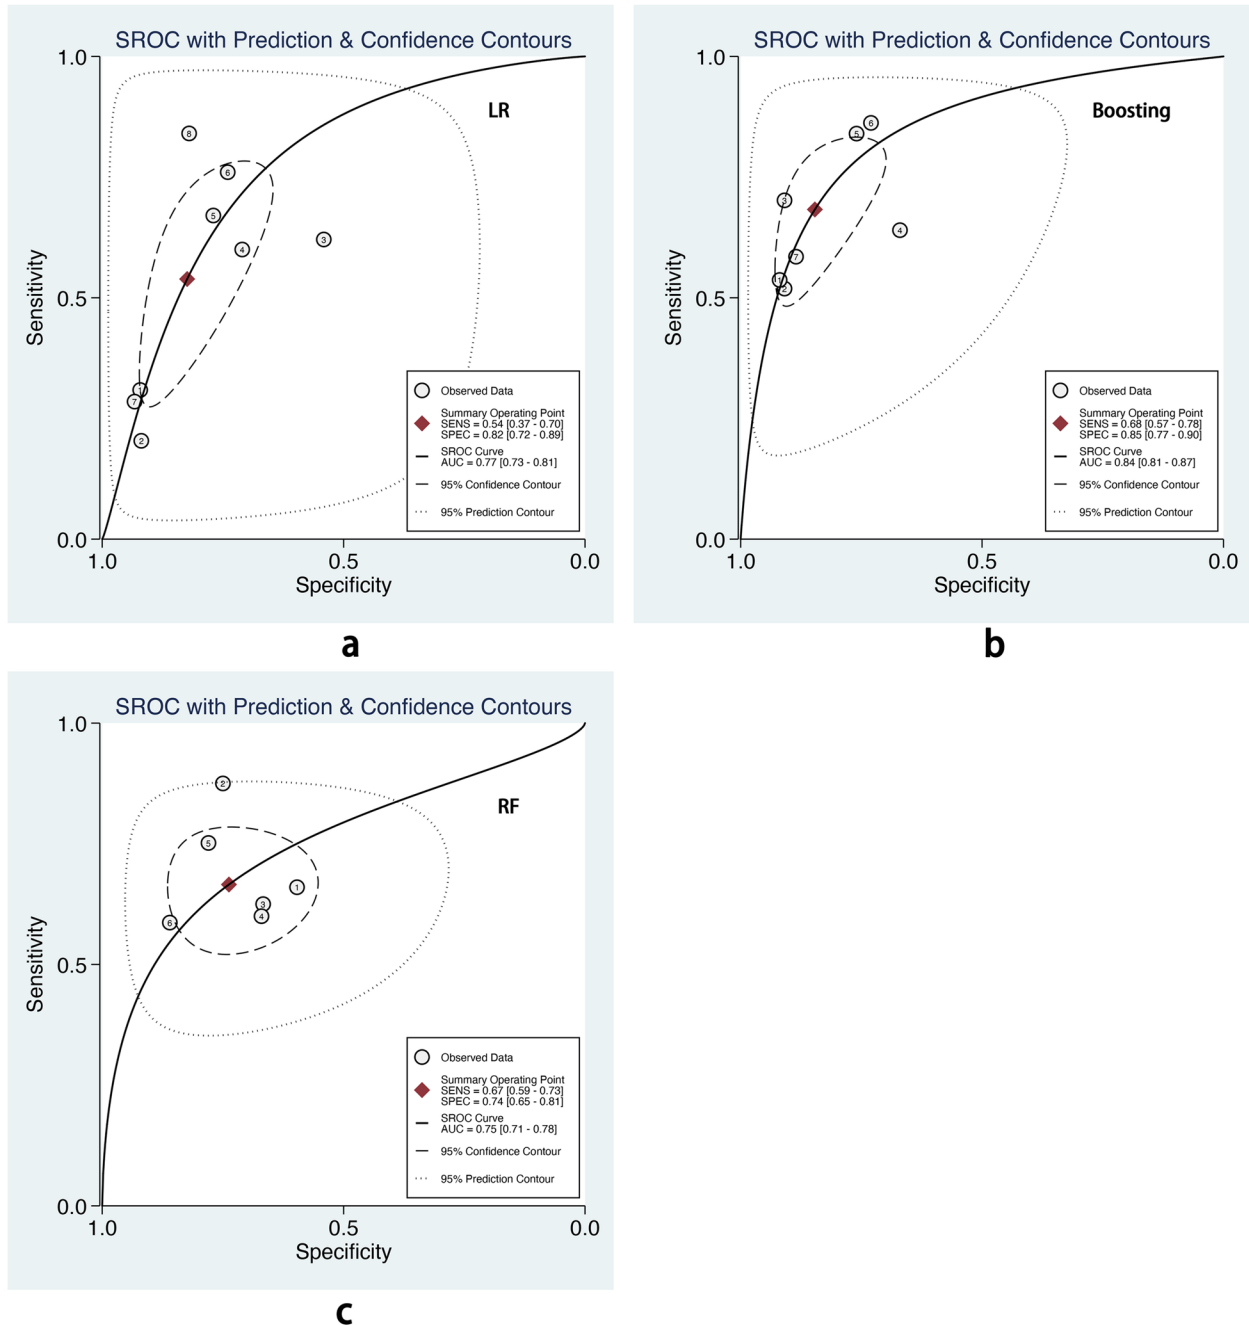 SROC with Prediction & Confidence Contours
1.0
LR
8
6
5
4
3
Sensitivity
0.5
1
7
2
Observed Data
Summary Operating Point
SENS = 0.54 [0.37 - 0.70]
SPEC = 0.82 [0.72 - 0.89]
SROC Curve
AUC = 0.77 [0.73 - 0.81]
95% Confidence Contour
95% Prediction Contour
0.0
1.0 0.5 0.0
Specificity
a
SROC with Prediction & Confidence Contours
1.0
Boosting
6
5
3
4
7
1
2
Sensitivity
0.5
Observed Data
Summary Operating Point
SENS = 0.68 [0.57 - 0.78]
SPEC = 0.85 [0.77 - 0.90]
SROC Curve
AUC = 0.84 [0.81 - 0.87]
95% Confidence Contour
95% Prediction Contour
0.0
1.0 0.5 0.0
Specificity
b
SROC with Prediction & Confidence Contours
1.0
RF
2
5
1
3
4
6
Sensitivity
0.5
Observed Data
Summary Operating Point
SENS = 0.67 [0.59 - 0.73]
SPEC = 0.74 [0.65 - 0.81]
SROC Curve
AUC = 0.75 [0.71 - 0.78]
95% Confidence Contour
95% Prediction Contour
0.0
1.0 0.5 0.0
Specificity
c